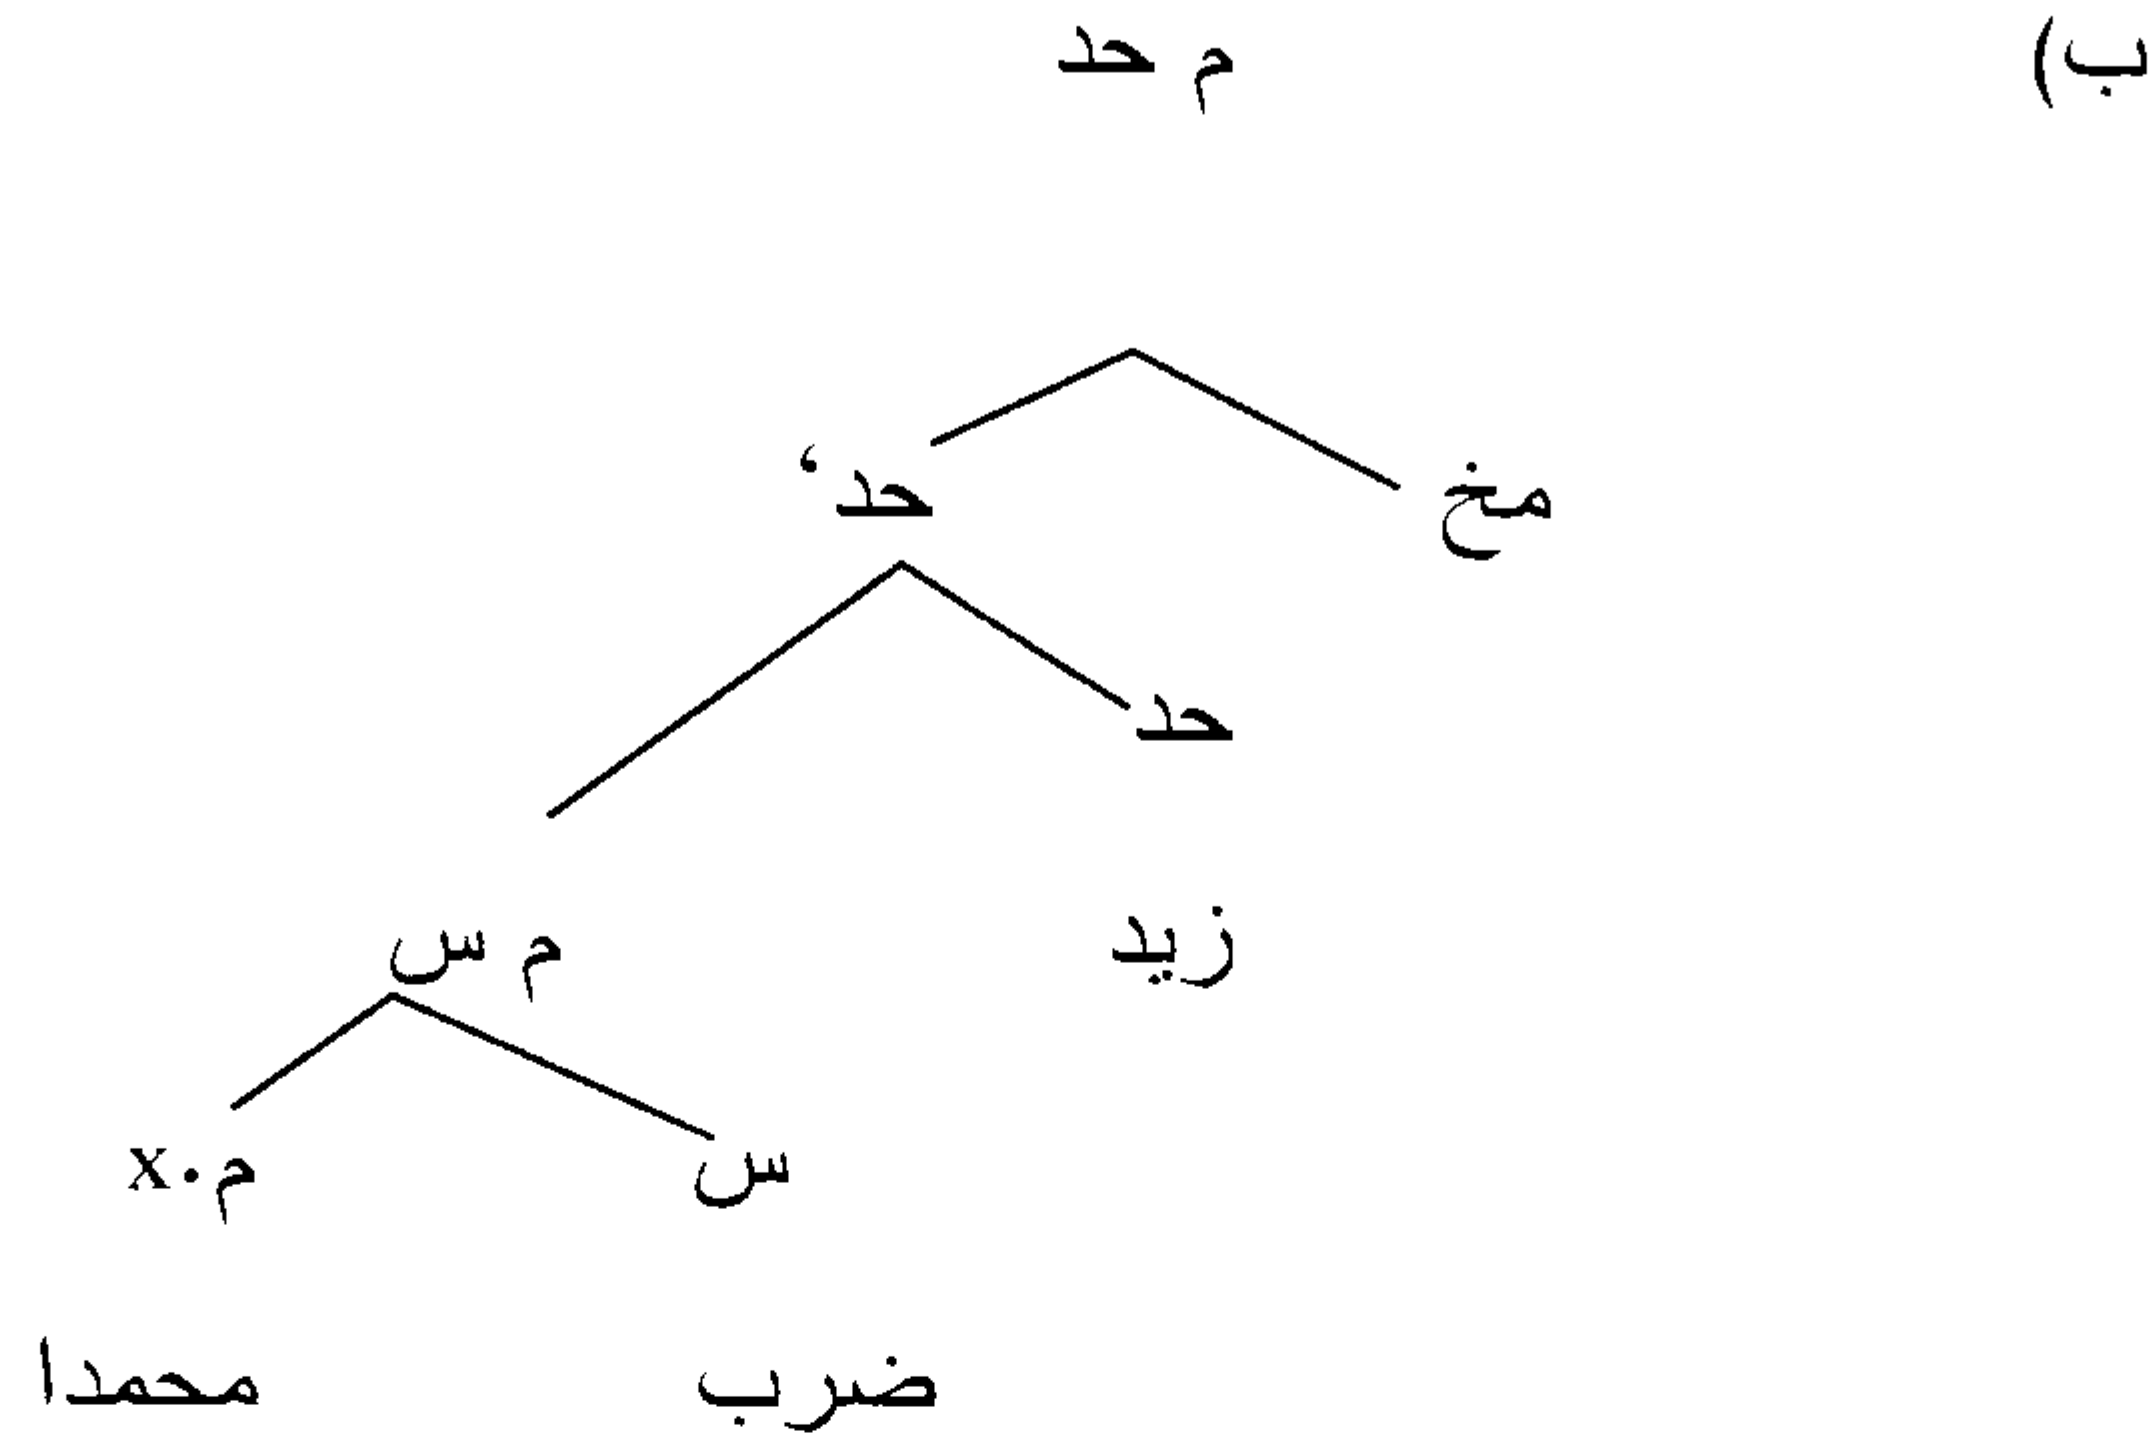 ب) م حد
مخ حد‘
حد
زيد م س
س م.x
ضرب محمدا